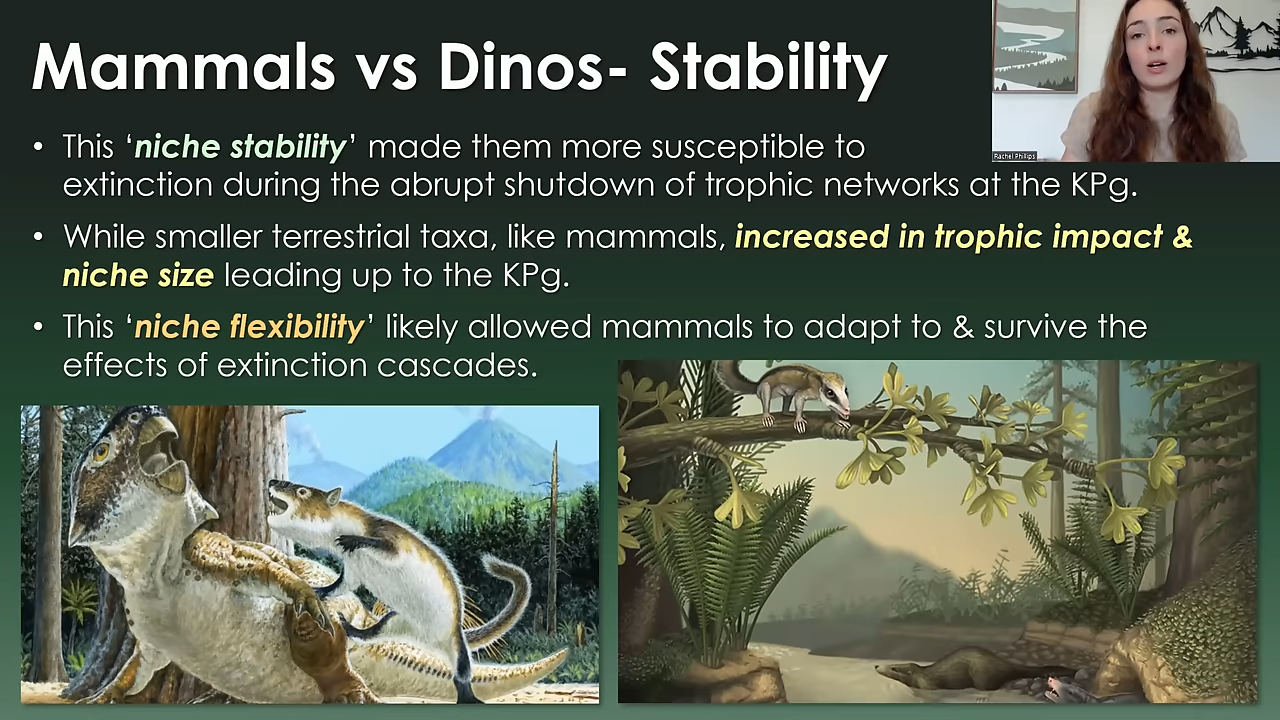 Mammals vs Dinos- Stability
Rachel Phillips
• This ‘niche stability’ made them more susceptible to
extinction during the abrupt shutdown of trophic networks at the KPg.
• While smaller terrestrial taxa, like mammals, increased in trophic impact &
niche size leading up to the KPg.
• This ‘niche flexibility’ likely allowed mammals to adapt to & survive the
effects of extinction cascades.